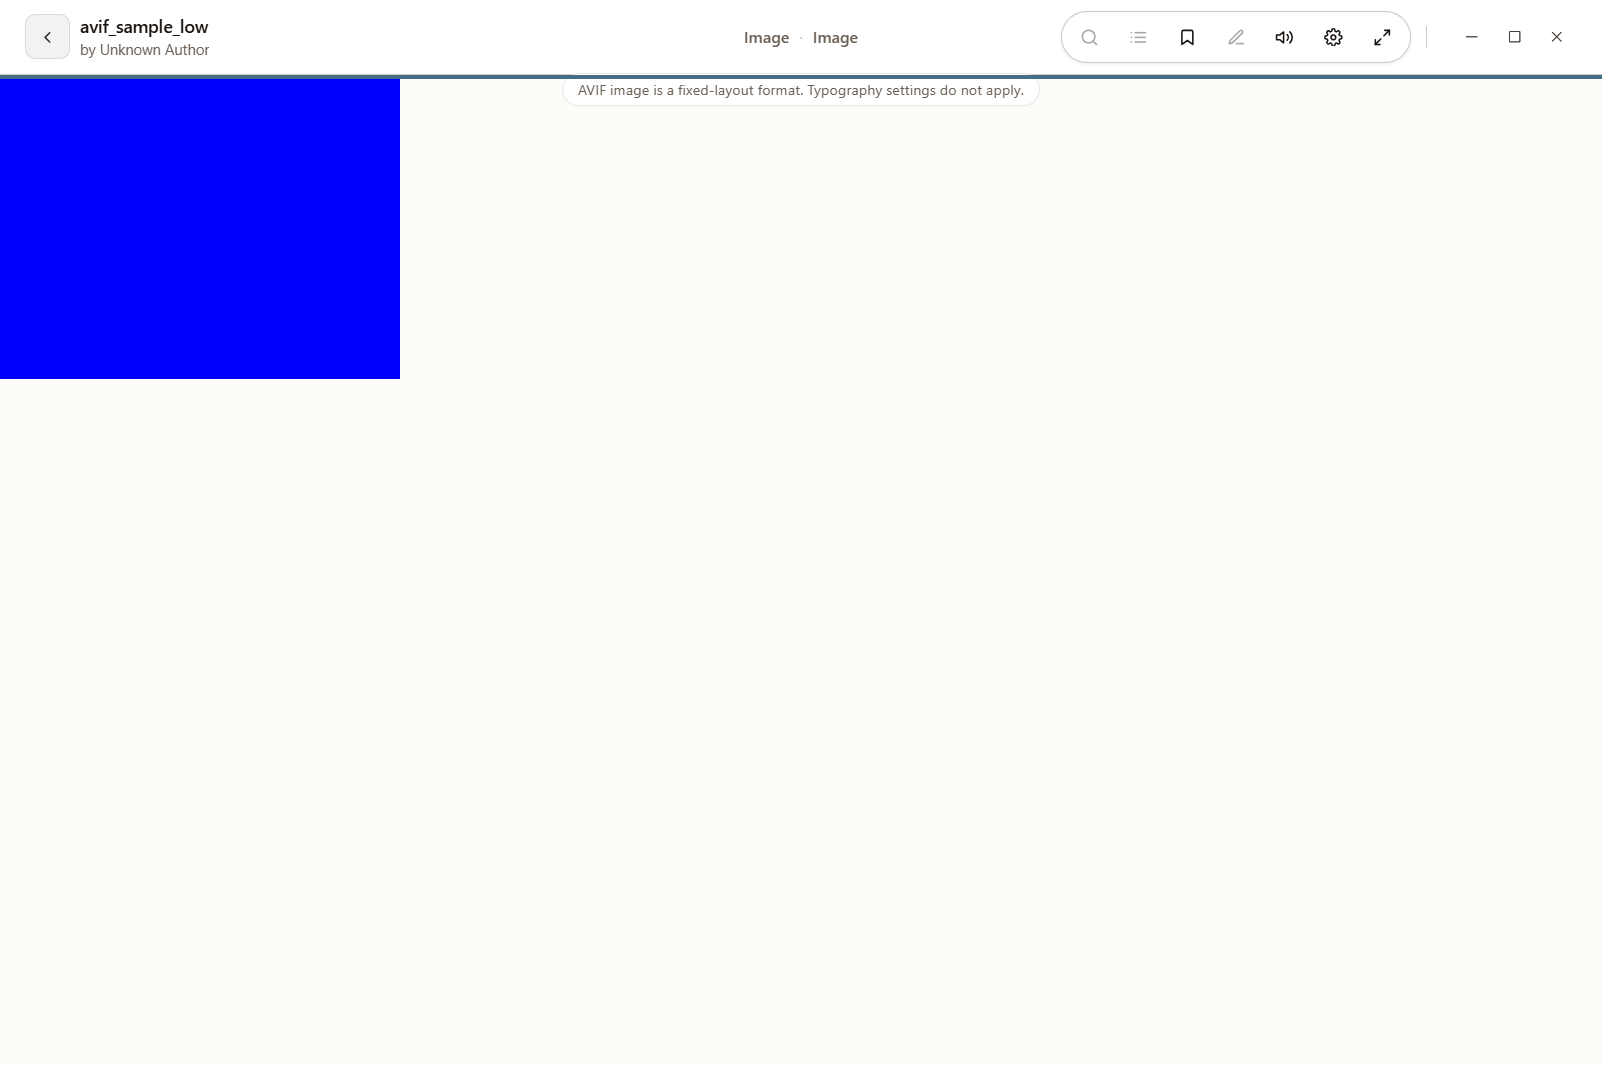 avif_sample_low
by Unknown Author
Image · Image
AVIF image is a fixed-layout format. Typography settings do not apply.